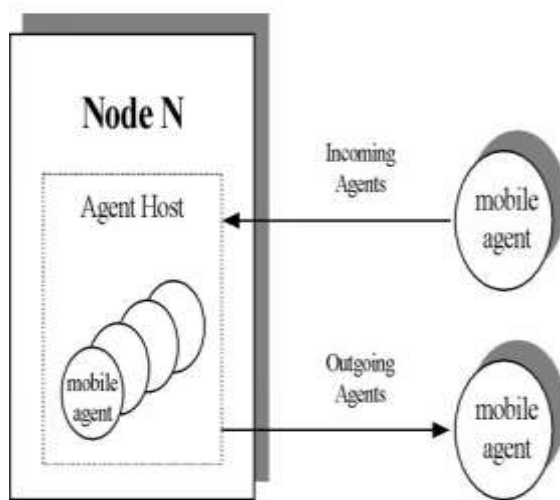 Node N
Agent Host
mobile
agent
Incoming
Agents
mobile
agent
Outgoing
Agents
mobile
agent